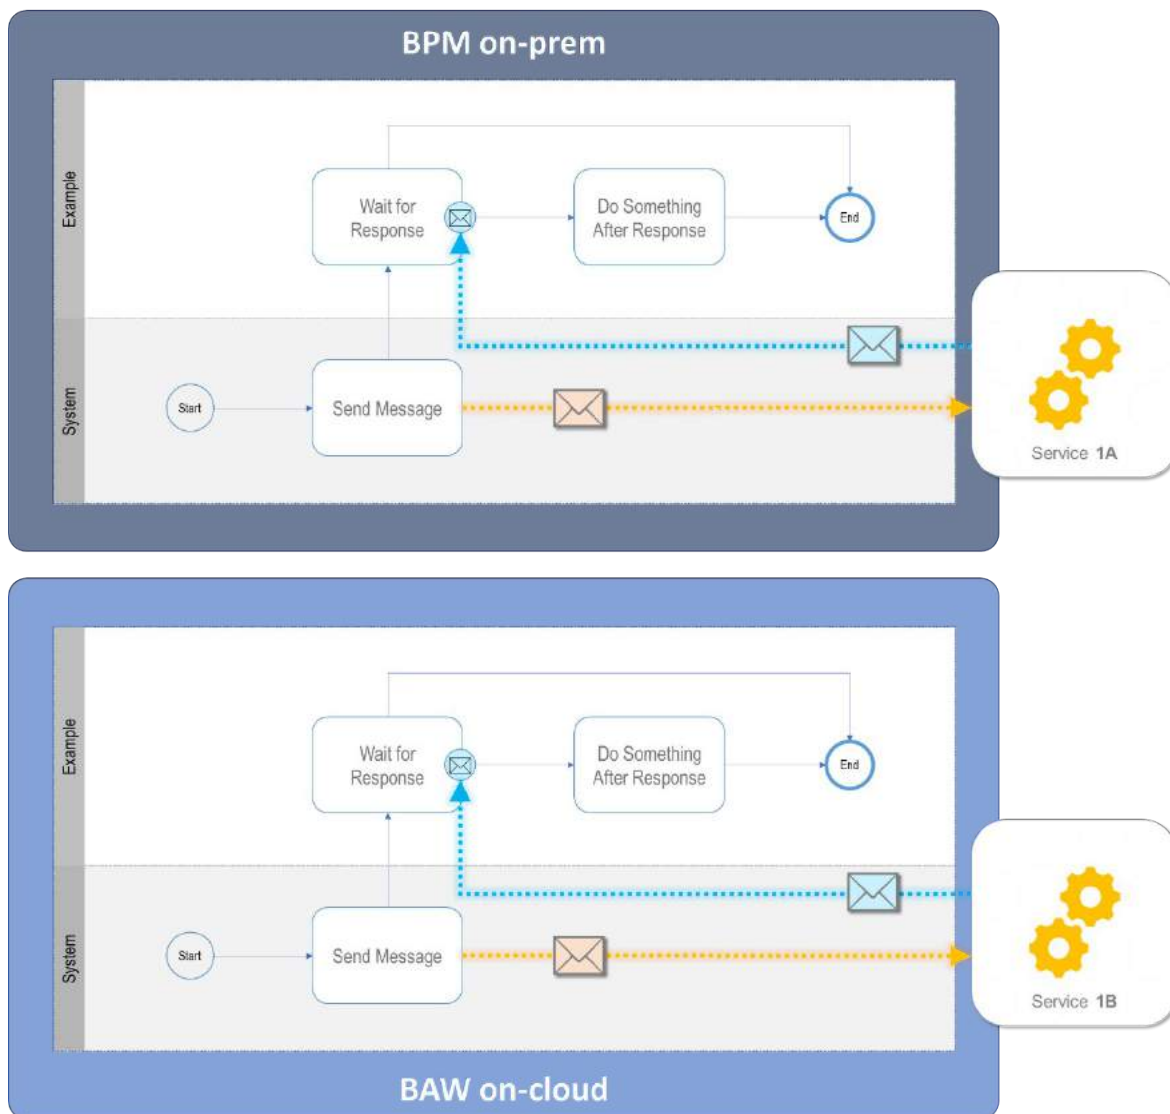 BPM on-prem
Example
Wait for
Response
Do Something
After Response
End
System
Start
Send Message
Service 1A
Example
Wait for
Response
Do Something
After Response
End
System
Start
Send Message
Service 1B
BAW on-cloud